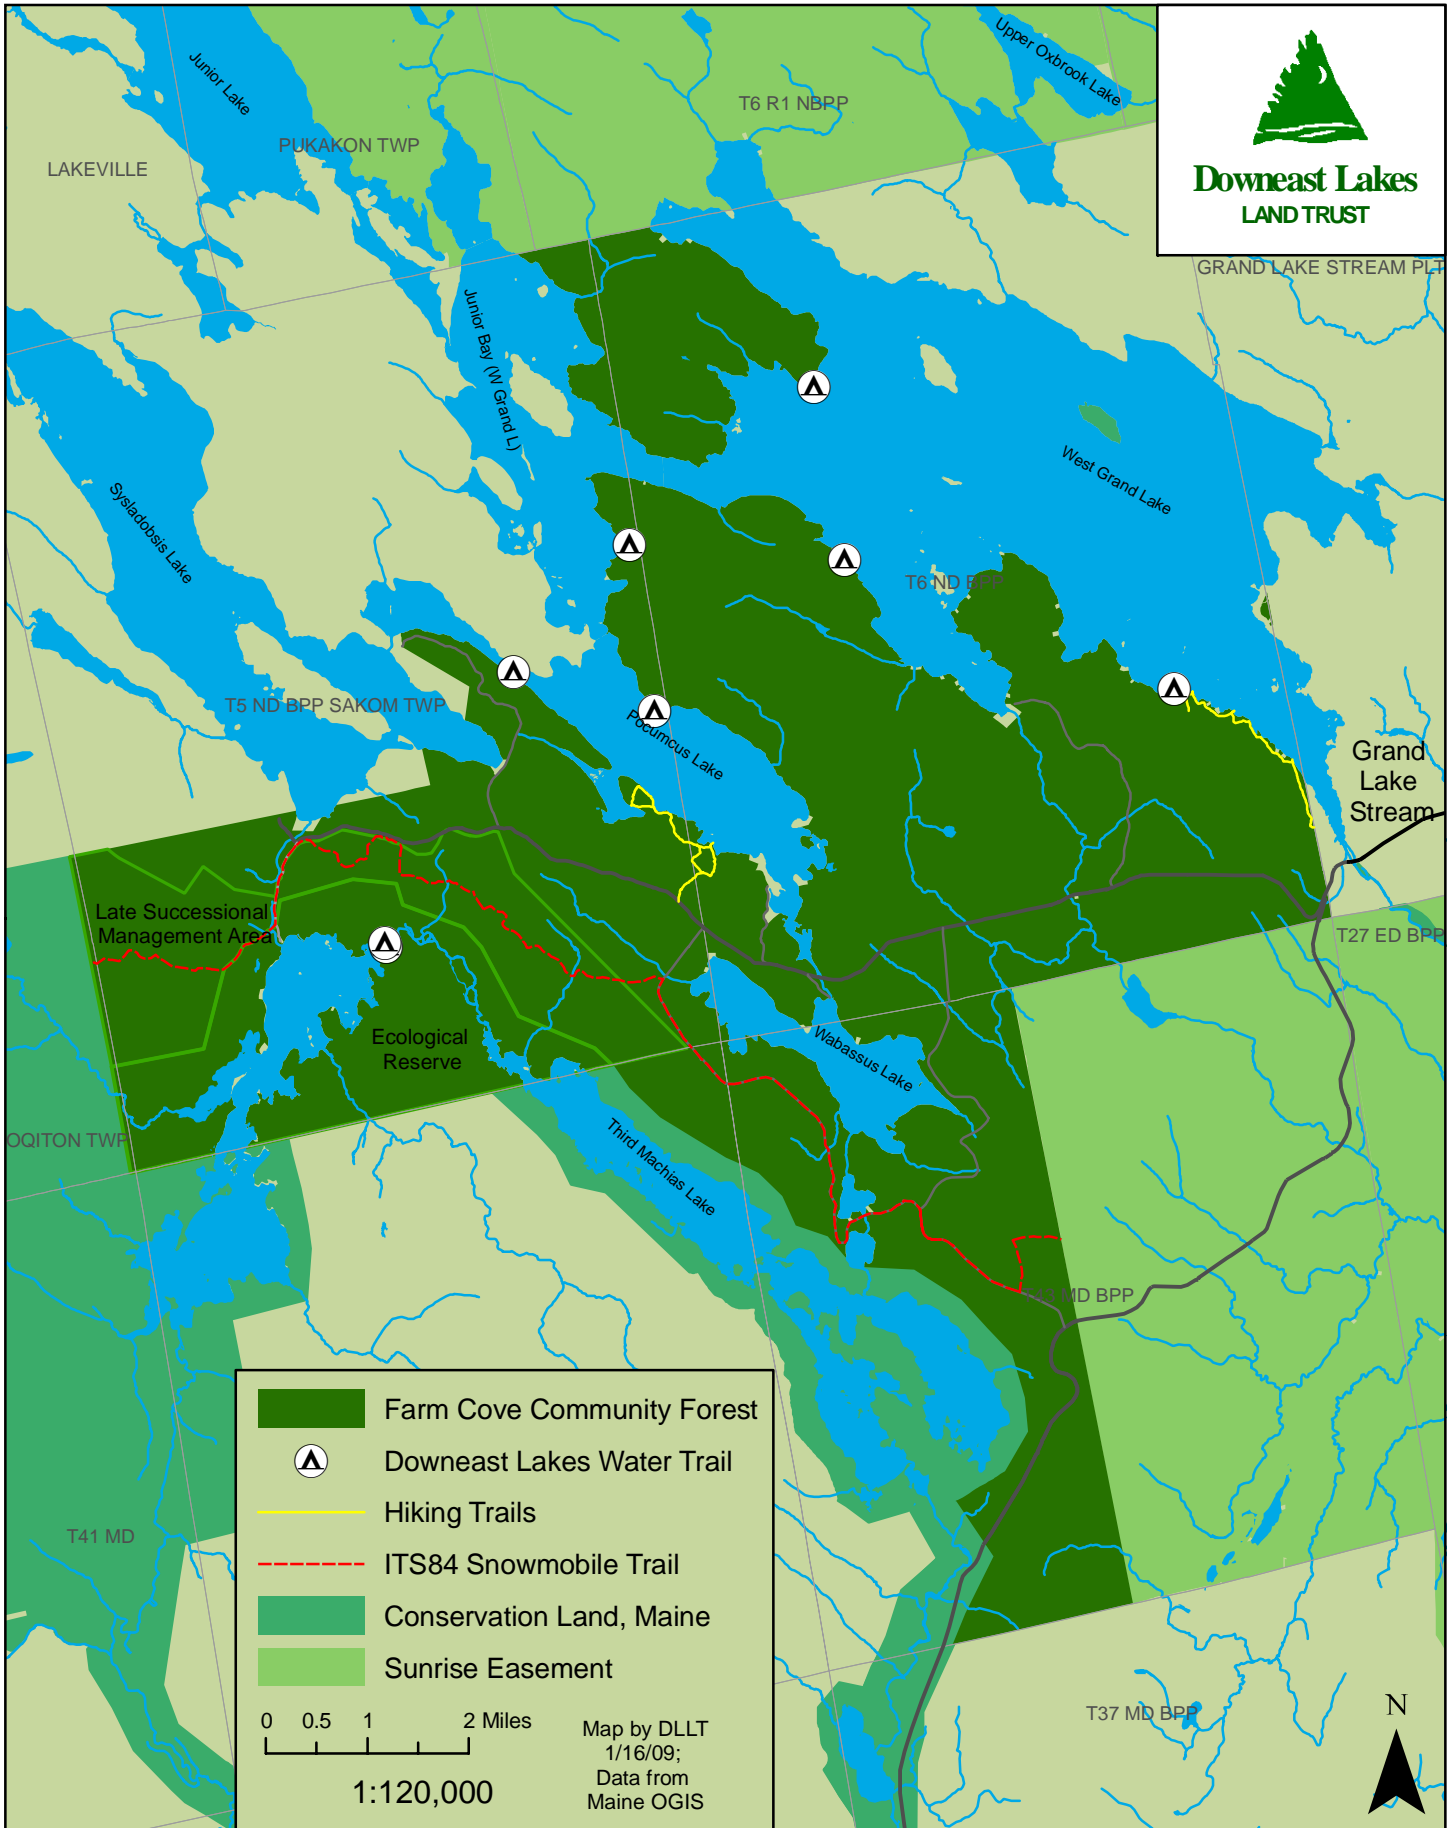 Junior Lake
Upper Oxbrook Lake
T6 R1 NBPP
PUKAKON TWP
LAKEVILLE
Downeast Lakes
LAND TRUST
GRAND LAKE STREAM PLT
Junior Bay (W Grand L)
West Grand Lake
Sysladobsis Lake
T6 ND BPP
T5 ND BPP SAKOM TWP
Pocumcus Lake
Grand
Lake
Stream
Late Successional
Management Area
T27 ED BPP
Ecological
Reserve
Wabassus Lake
OQITON TWP
Third Machias Lake
MD BPP
Farm Cove Community Forest
Downeast Lakes Water Trail
Hiking Trails
ITS84 Snowmobile Trail
Conservation Land, Maine
Sunrise Easement
T41 MD
0 0.5 1 2 Miles
1:120,000
Map by DLLT
1/16/09;
Data from
Maine OGIS
T37 MD BPP
N